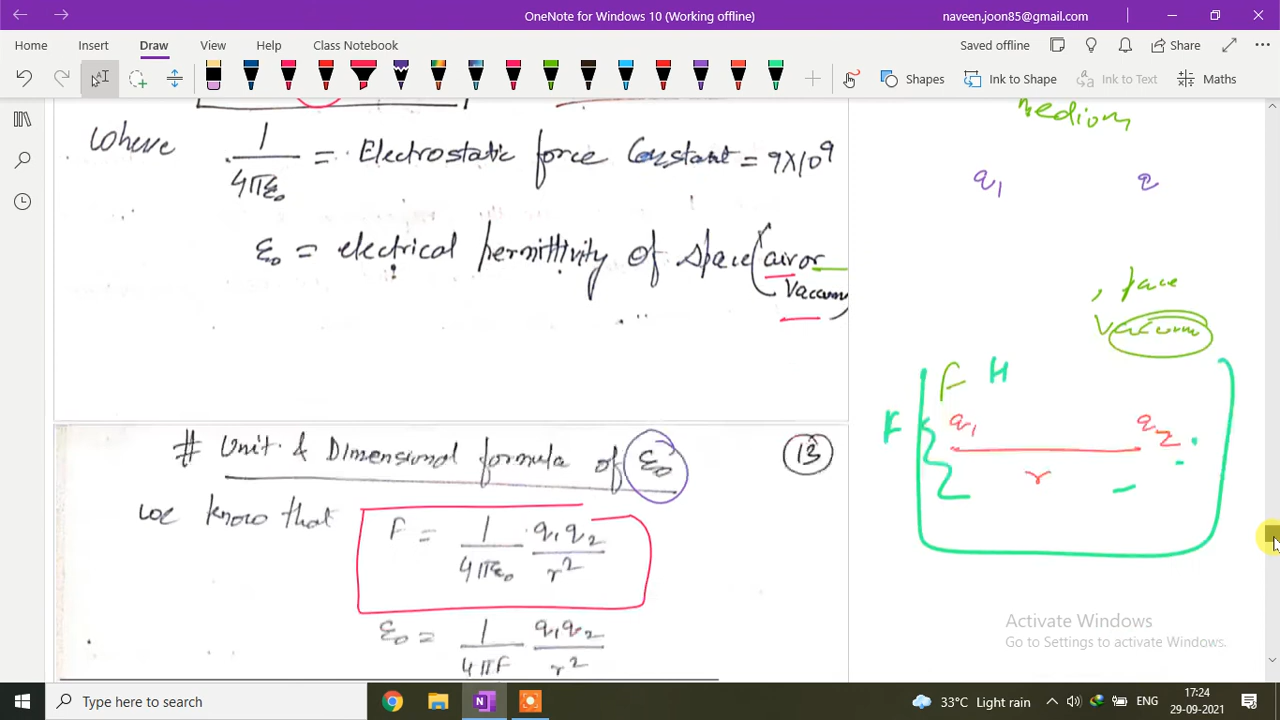 OneNote for Windows 10 (Working offline)
naveen.joon85@gmail.com
Home Insert Draw View Help Class Notebook
Saved offline Share
Shapes Ink to Shape Ink to Text Maths
Where 1/4πε₀ = Electrostatic force Constant = 9×10⁹
ε₀ = electrical permittivity of space (air or
Vacuum)
# Unit & Dimensional formula of ε₀ 13
we know that F = 1/4πε₀ q₁q₂/r²
ε₀ = 1/4πF q₁q₂/r²
medium
q₁ q
F H
F q₁ q₂
r
Activate Windows
Go to Settings to activate Windows.
Type here to search
33°C Light rain
ENG
17:24
29-09-2021